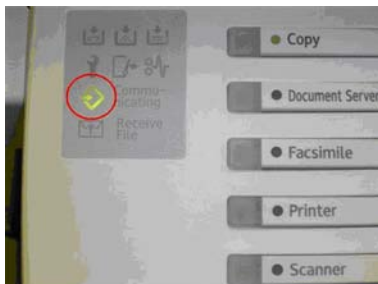 Copy
Document Server
Commu-
nicating
Receive
File
Facsimile
Printer
Scanner